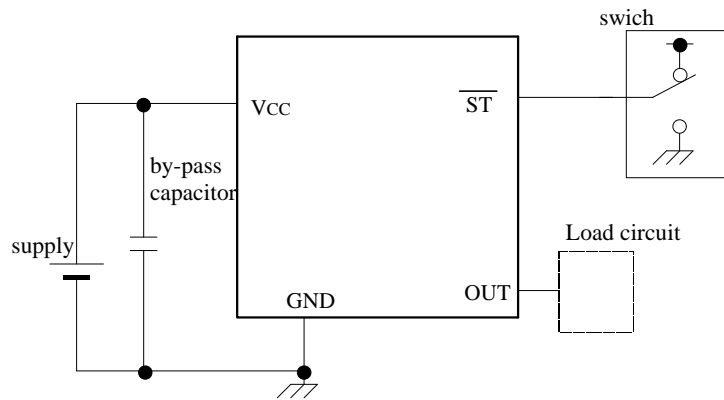 swich
VCC
ST
by-pass
capacitor
supply
Load circuit
GND
OUT